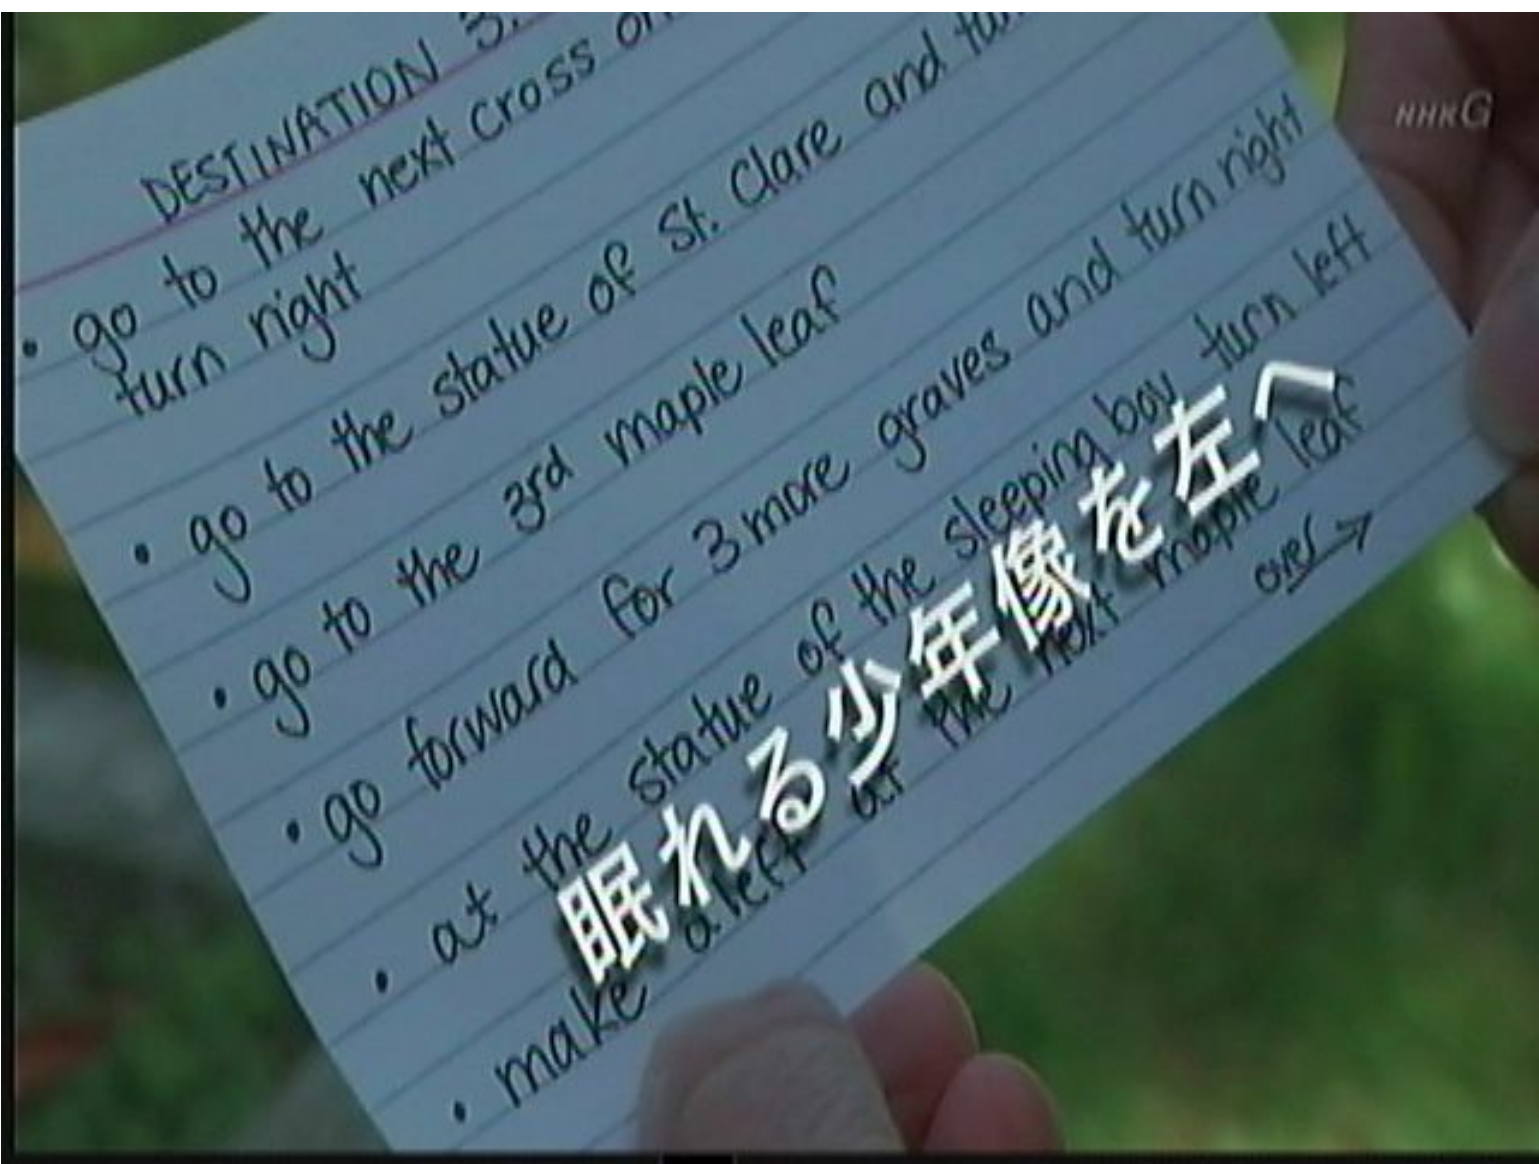 DESTINATION 3:
• go to the next cross on
turn right
• go to the statue of St. Clare and turn
• go to the 3rd maple leaf
• go forward for 3 more graves and turn right
• at the statue of the sleeping boy turn left
• make a left at the next maple leaf
over →
眠れる少年像を左へ
NHKG